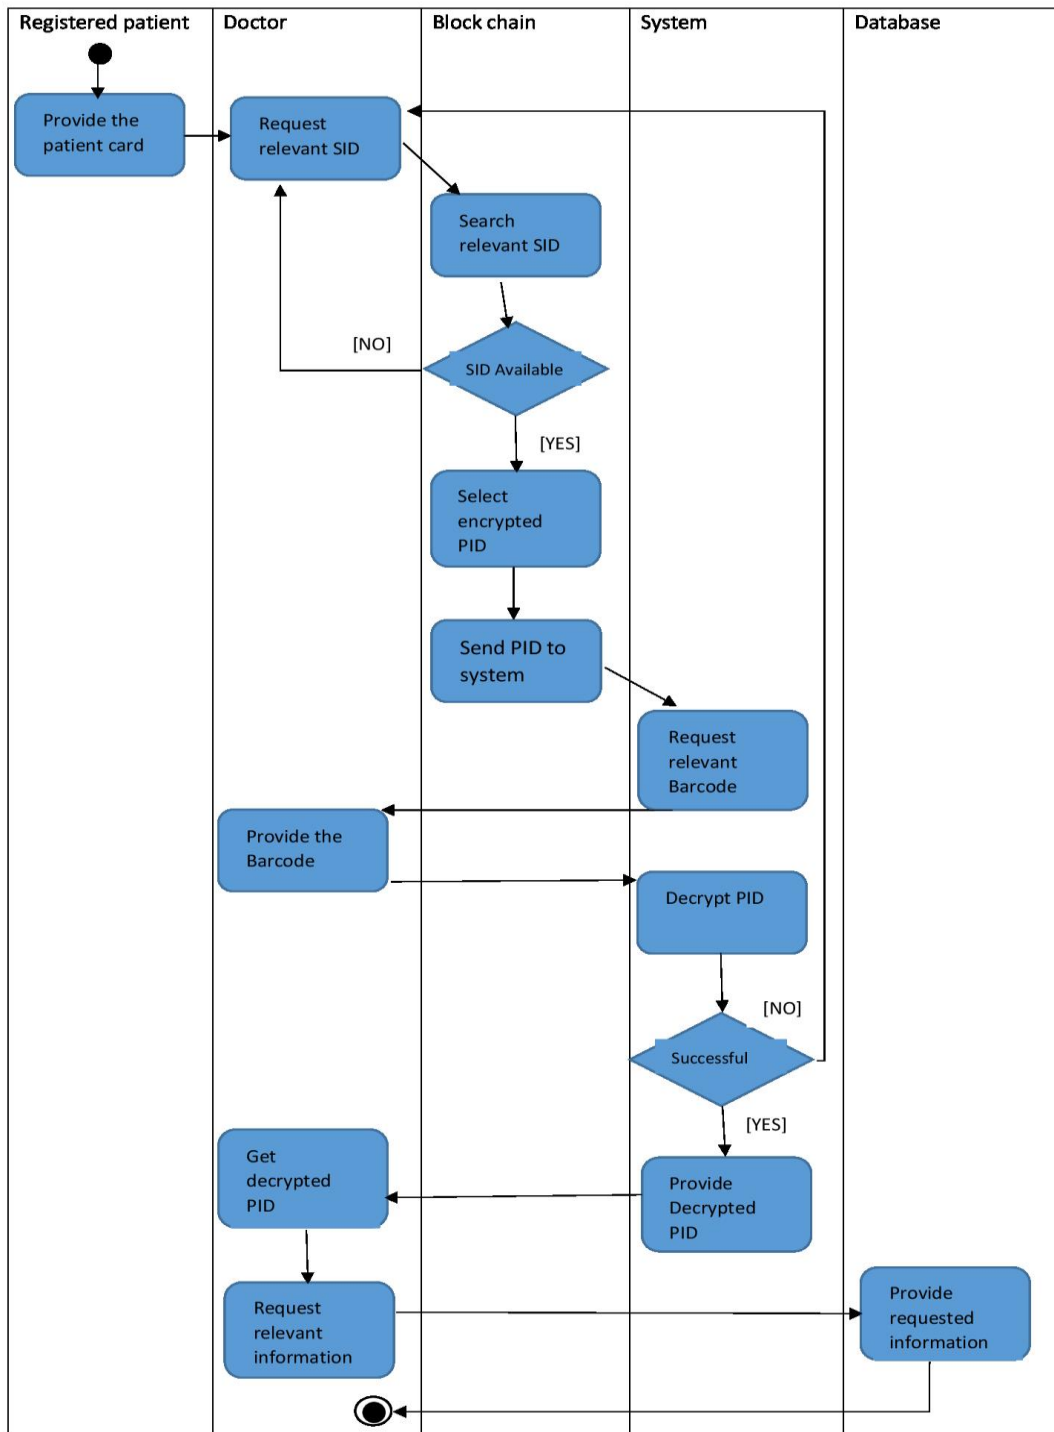 Registered patient
Doctor
Block chain
System
Database
Provide the
patient card
Request
relevant SID
Search
relevant SID
[NO]
SID Available
[YES]
Select
encrypted
PID
Send PID to
system
Request
relevant
Barcode
Provide the
Barcode
Decrypt PID
[NO]
Successful
[YES]
Get
decrypted
PID
Provide
Decrypted
PID
Request
relevant
information
Provide
requested
information